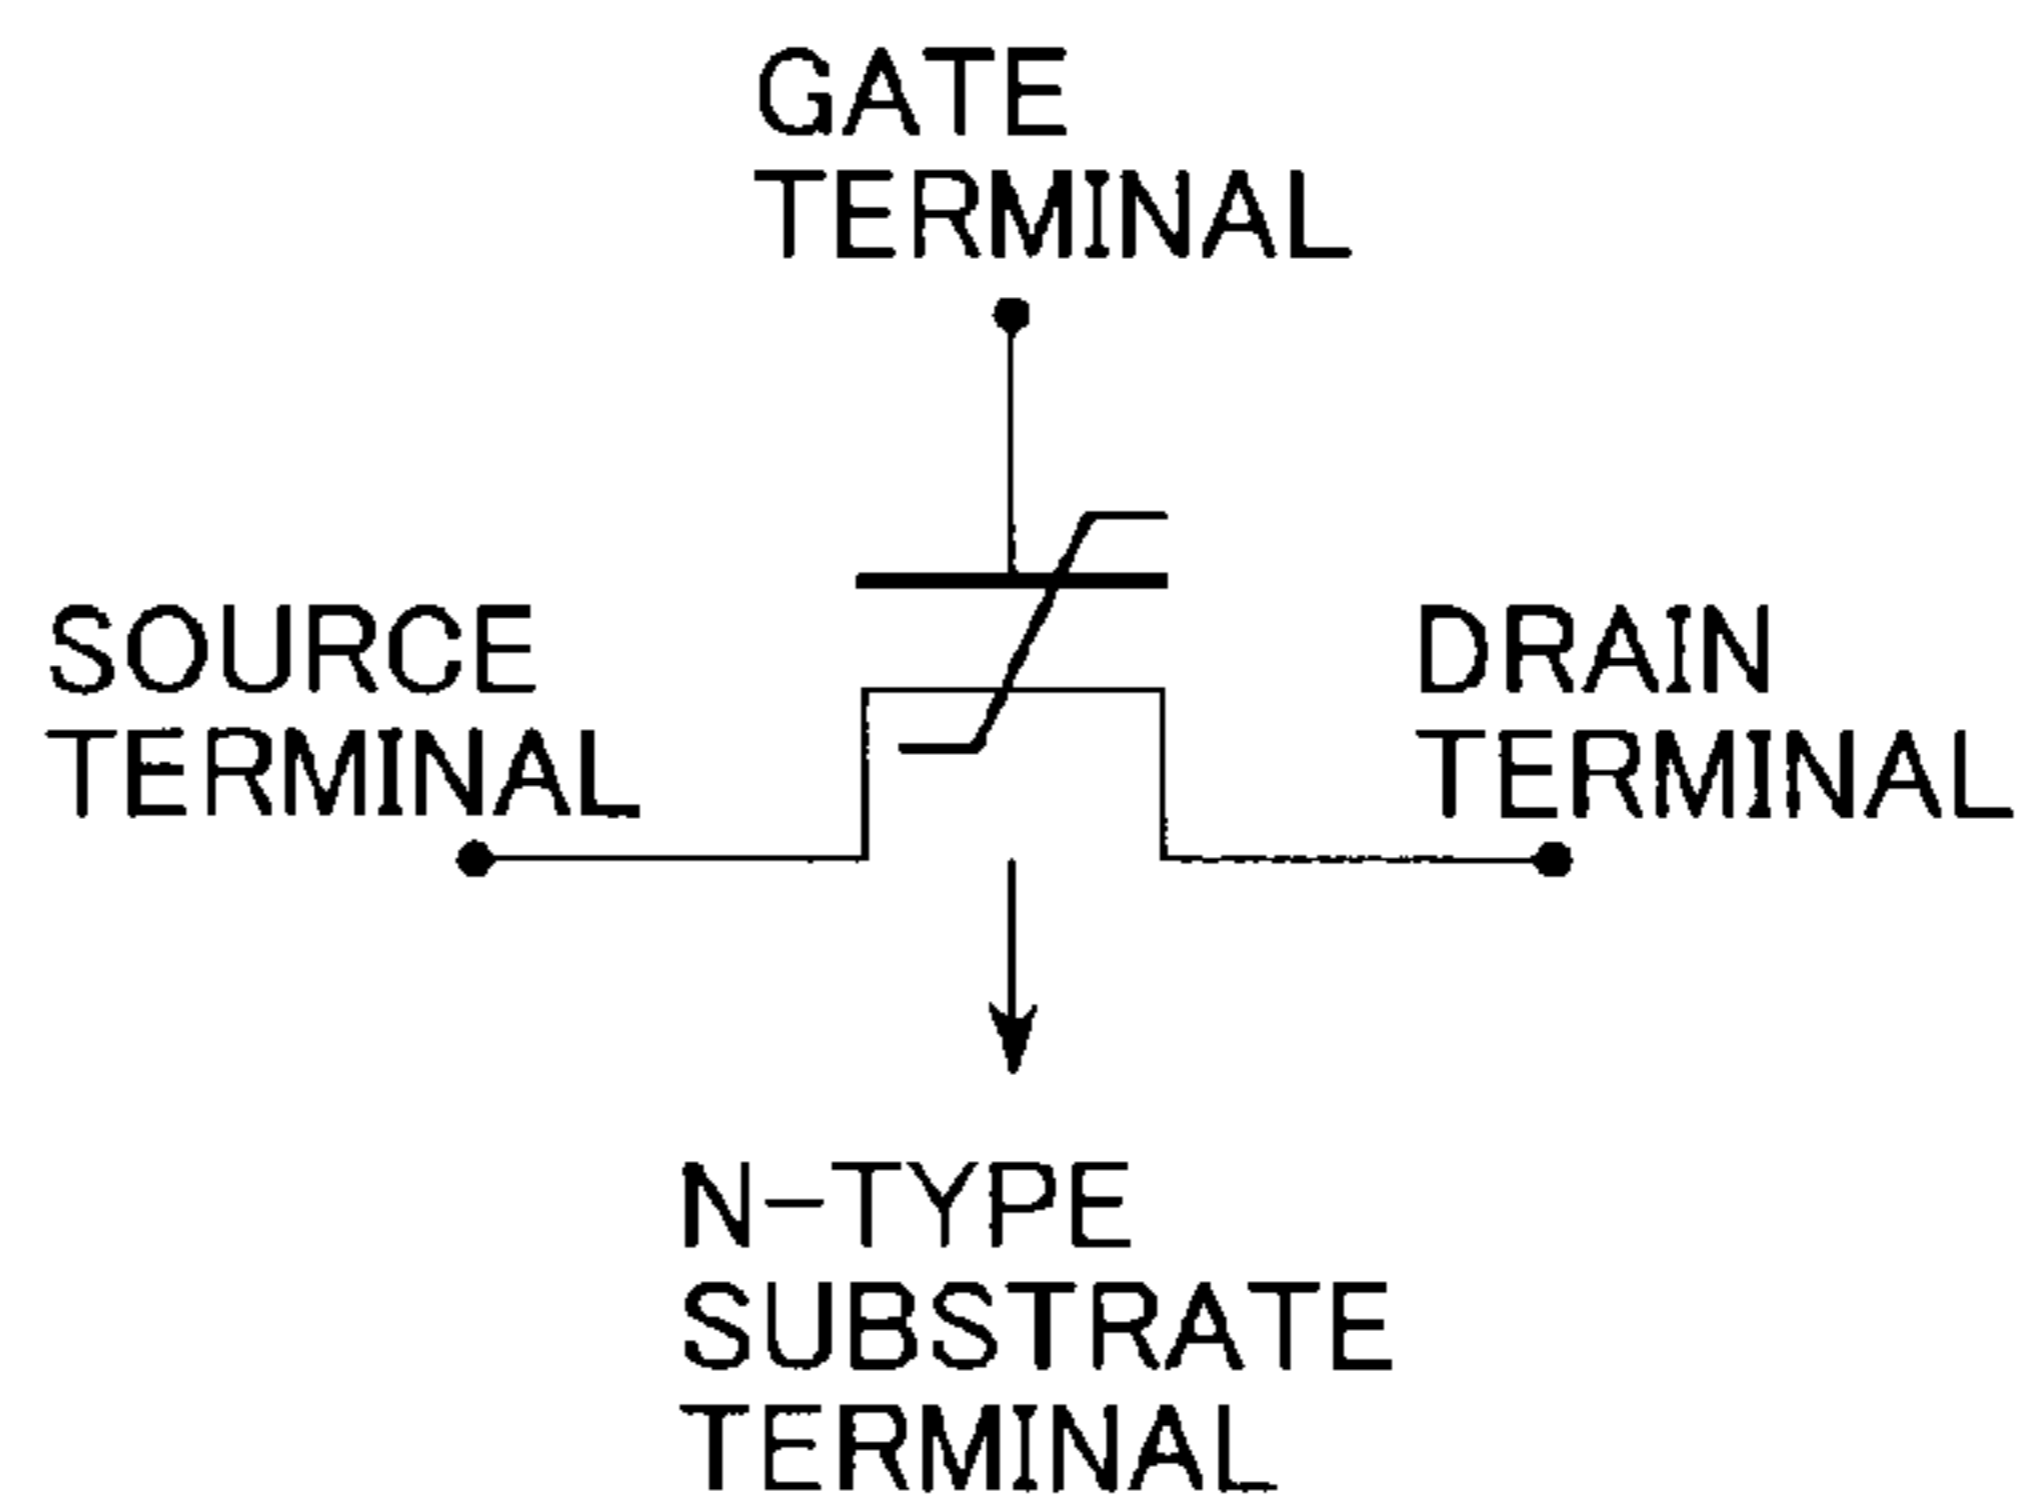 GATE
TERMINAL
SOURCE
TERMINAL
DRAIN
TERMINAL
N-TYPE
SUBSTRATE
TERMINAL